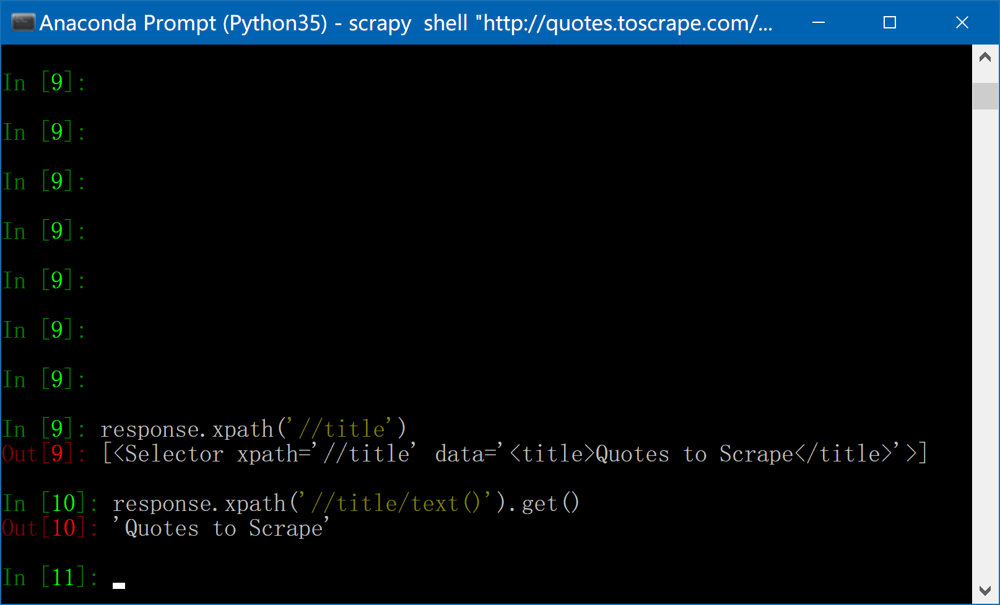 Anaconda Prompt (Python35) - scrapy  shell "http://quotes.toscrape.com/...
In [9]:
In [9]:
In [9]:
In [9]:
In [9]:
In [9]:
In [9]:
In [9]: response.xpath('//title')
Out[9]: [<Selector xpath='//title' data='<title>Quotes to Scrape</title>'>]
In [10]: response.xpath('//title/text()').get()
Out[10]: 'Quotes to Scrape'
In [11]: